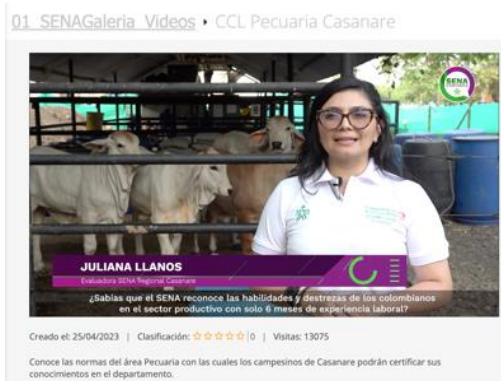 01_SENAGaleria_Videos ▸ CCL Pecuaria Casanare
SENA
JULIANA LLANOS
Evaluadora SENA Regional Casanare
¿Sabías que el SENA reconoce las habilidades y destrezas de los colombianos
en el sector productivo con solo 6 meses de experiencia laboral?
Creado el: 25/04/2023 | Clasificación: ☆☆☆☆☆|0 | Visitas: 13075
Conoce las normas del área Pecuaria con las cuales los campesinos de Casanare podrán certificar sus
conocimientos en el departamento.